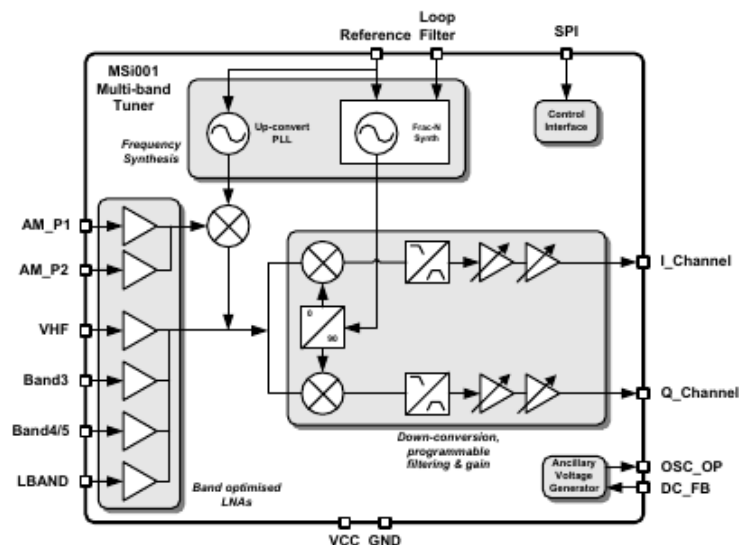 Reference
Loop
Filter
SPI
MSi001
Multi-band
Tuner
Up-convert
PLL
Frac-N
Synth
Control
Interface
Frequency
Synthesis
AM_P1
AM_P2
VHF
Band3
Band4/5
LBAND
0
90
I_Channel
Q_Channel
Down-conversion,
programmable
filtering & gain
Band optimised
LNAs
Ancillary
Voltage
Generator
OSC_OP
DC_FB
VCC GND